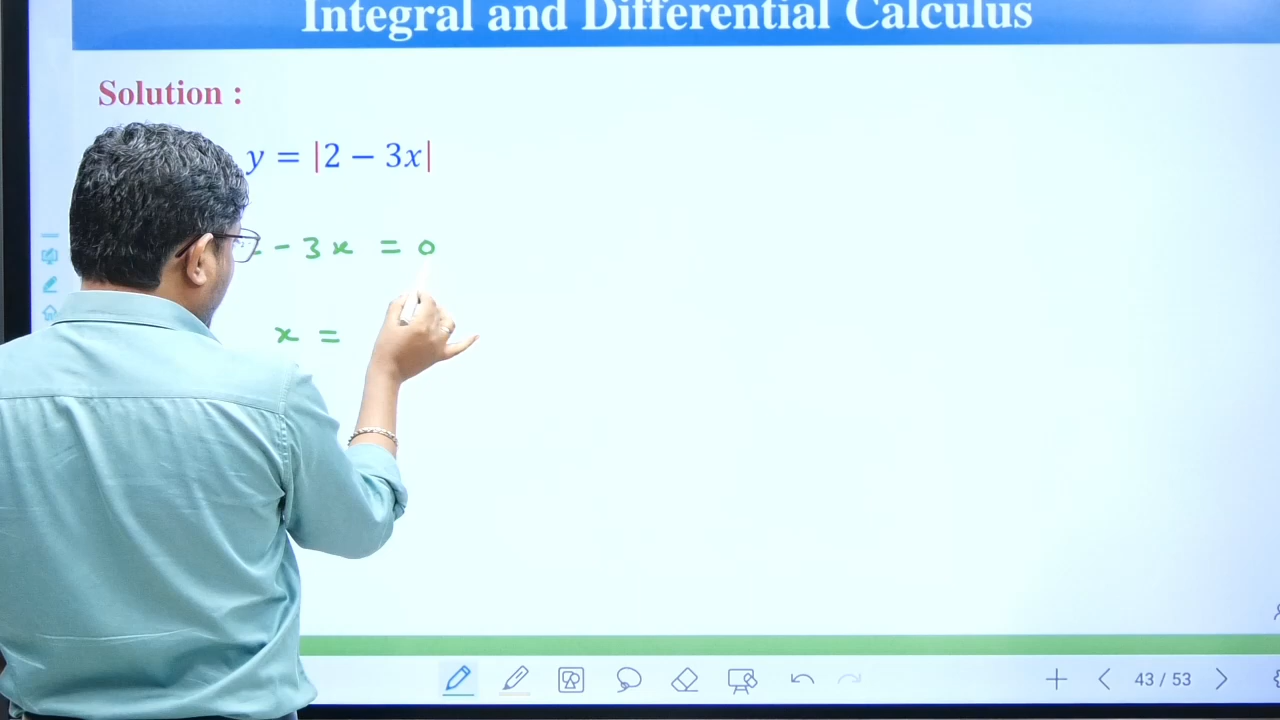 Integral and Differential Calculus
Solution :
y = |2 − 3x|
- 3x = 0
x =
43 / 53